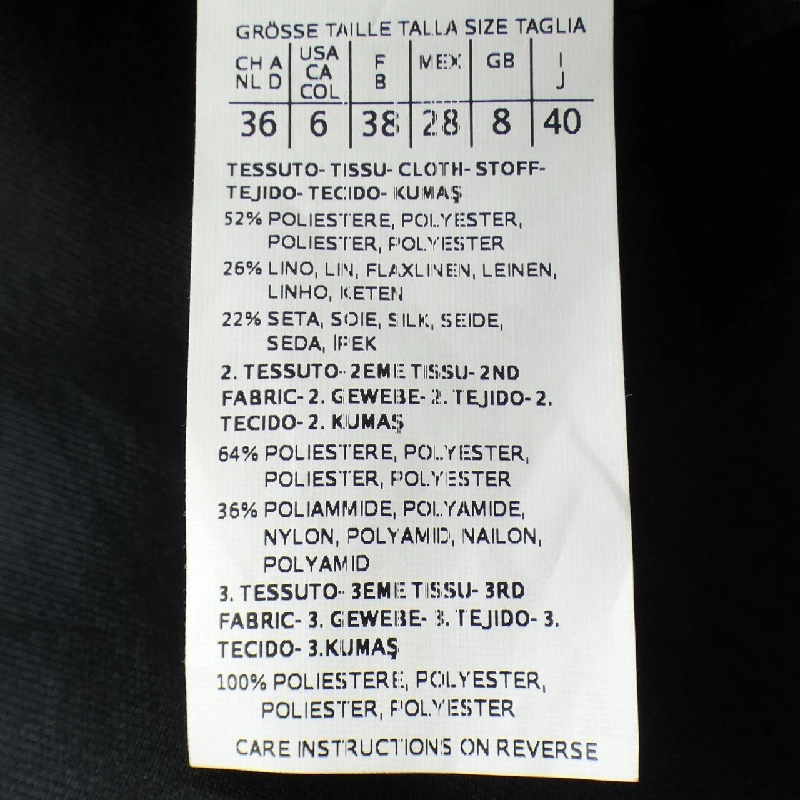 GRÖSSE TAILLE TALLA SIZE TAGLIA
CH A NL D | USA CA COL | F B | MEX | GB | I J
36 | 6 | 38 | 28 | 8 | 40
TESSUTO- TISSU- CLOTH- STOFF-
TEJIDO- TECIDO- KUMAŞ
52% POLIESTERE, POLYESTER,
POLIESTER, POLYESTER
26% LINO, LIN, FLAXLINEN, LEINEN,
LINHO, KETEN
22% SETA, SOIE, SILK, SEIDE,
SEDA, İPEK
2. TESSUTO- 2EME TISSU- 2ND
FABRIC- 2. GEWEBE- 2. TEJIDO- 2.
TECIDO- 2. KUMAŞ
64% POLIESTERE, POLYESTER,
POLIESTER, POLYESTER
36% POLIAMMIDE, POLYAMIDE,
NYLON, POLYAMID, NAILON,
POLYAMID
3. TESSUTO- 3EME TISSU- 3RD
FABRIC- 3. GEWEBE- 3. TEJIDO- 3.
TECIDO- 3.KUMAŞ
100% POLIESTERE, POLYESTER,
POLIESTER, POLYESTER
CARE INSTRUCTIONS ON REVERSE